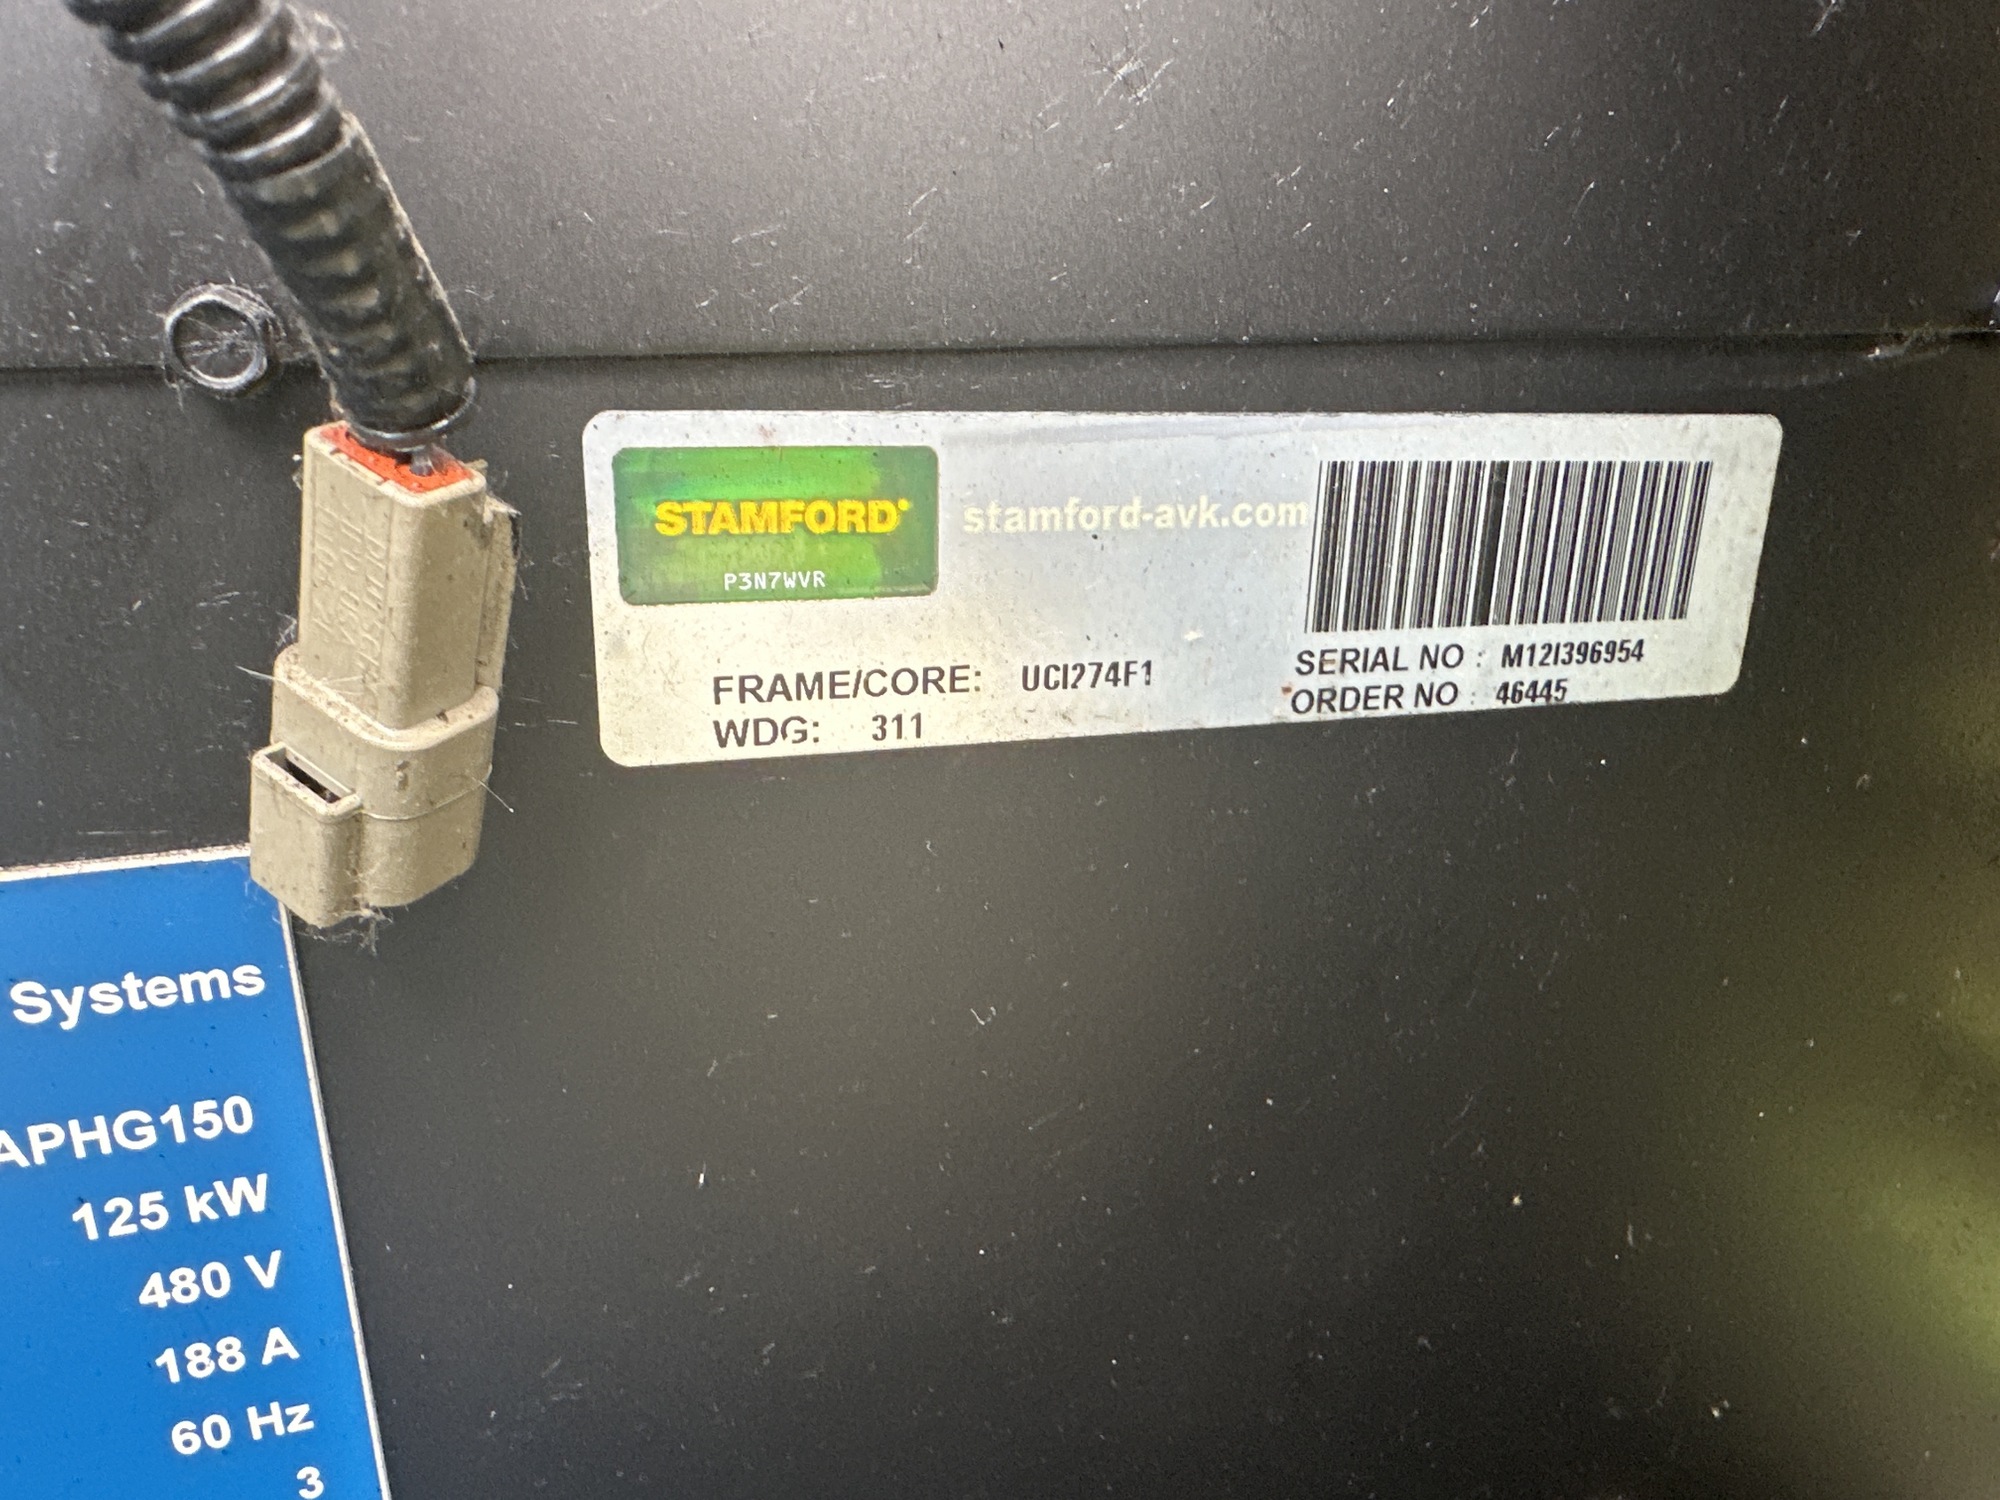 STAMFORD
P3N7WVR
stamford-avk.com
FRAME/CORE: UCI274F1
WDG: 311
SERIAL NO : M12I396954
ORDER NO : 46445
Systems
APHG150
125 kW
480 V
188 A
60 Hz
3